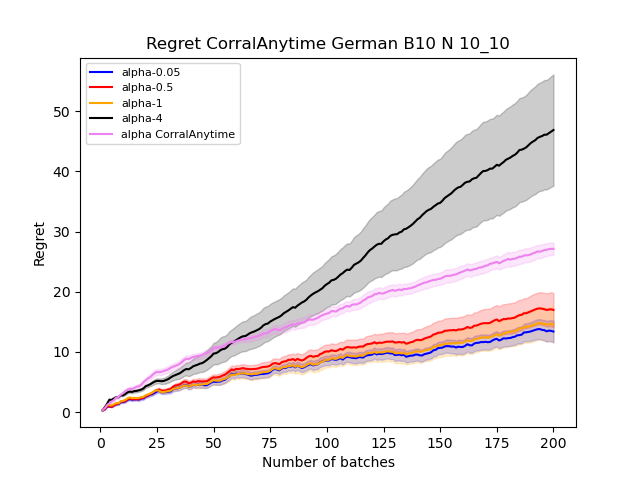 Regret CorralAnytime German B10 N 10_10
alpha-0.05
alpha-0.5
alpha-1
alpha-4
alpha CorralAnytime
Regret
50
40
30
20
10
0
0 25 50 75 100 125 150 175 200
Number of batches